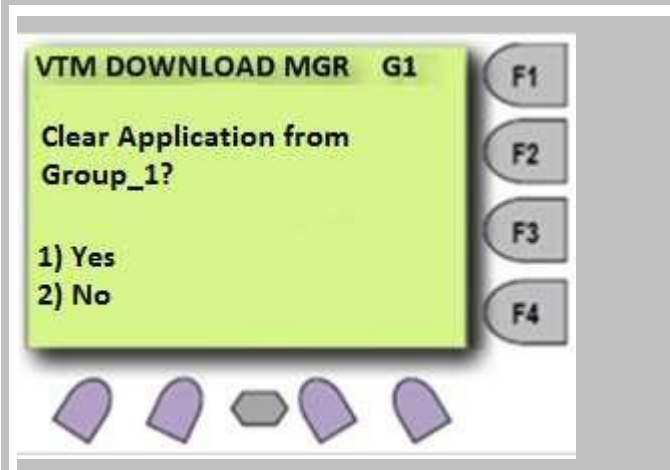 VTM DOWNLOAD MGR G1
F1
Clear Application from
Group_1?
F2
1) Yes
F3
2) No
F4